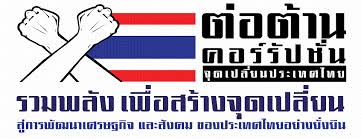 ต่อต้าน
คอร์รัปชั่น
จุดเปลี่ยนประเทศไทย
รวมพลัง เพื่อสร้างจุดเปลี่ยน
สู่การพัฒนาเศรษฐกิจ และสังคม ของประเทศไทยอย่างยั่งยืน